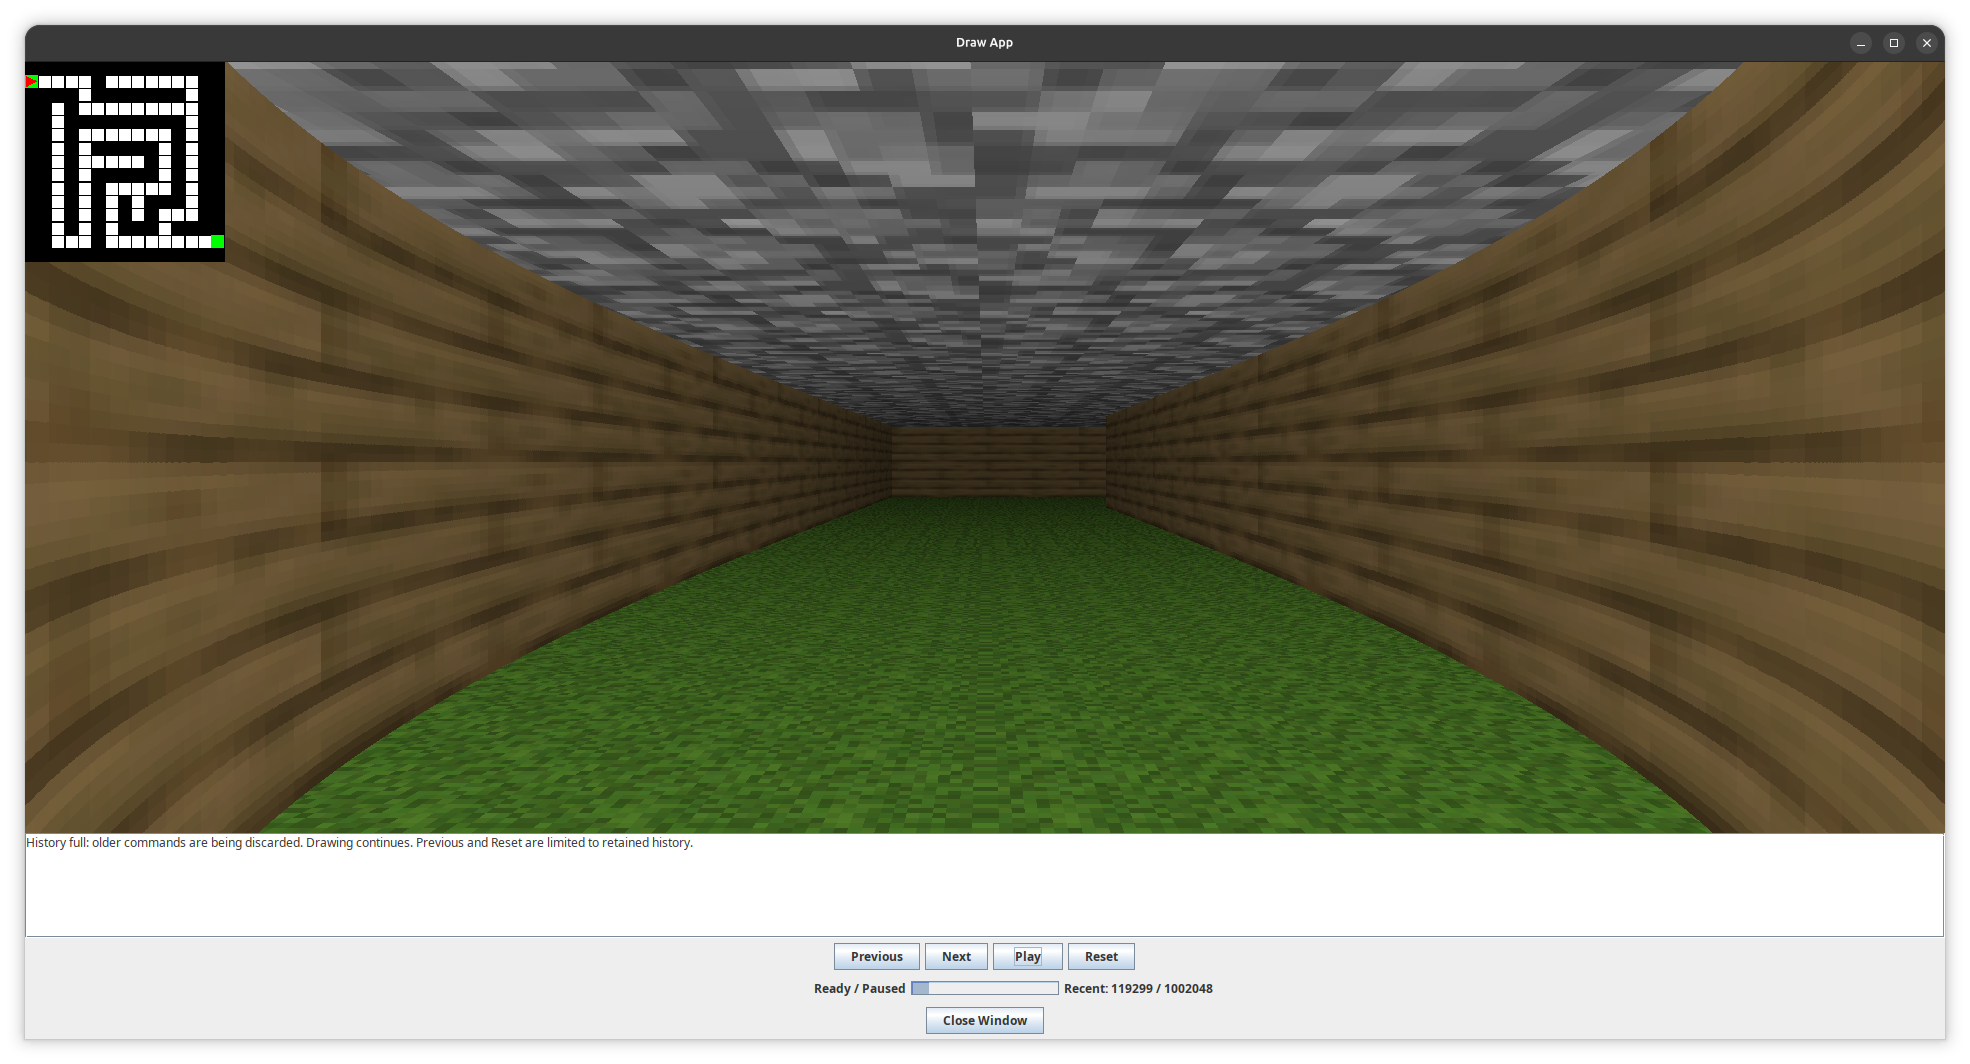 Draw App
History full: older commands are being discarded. Drawing continues. Previous and Reset are limited to retained history.
Previous Next Play Reset
Ready / Paused Recent: 119299 / 1002048
Close Window